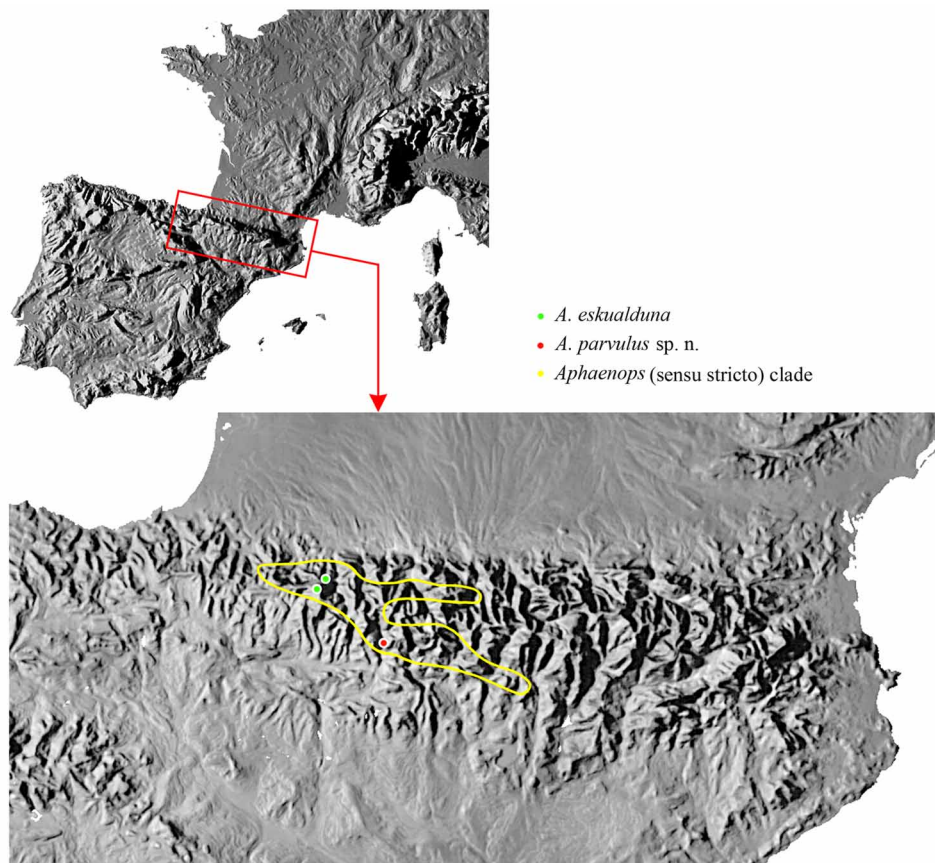 A. eskualduna
A. parvulus sp. n.
Aphaenops (sensu stricto) clade